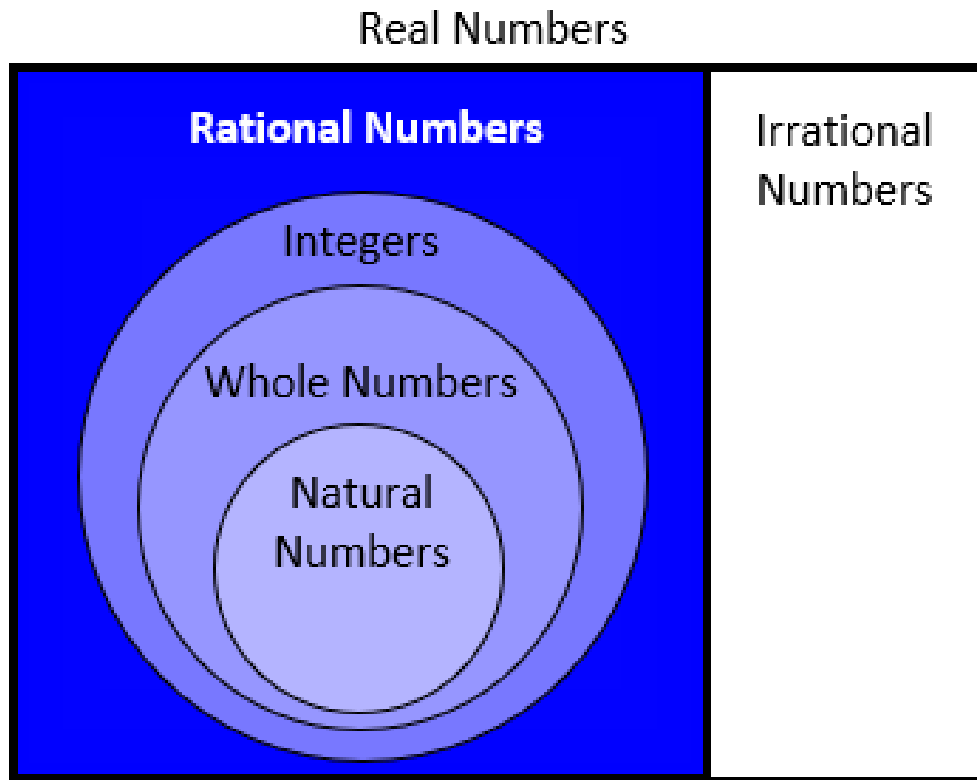 Real Numbers
Rational Numbers
Irrational
Numbers
Integers
Whole Numbers
Natural
Numbers